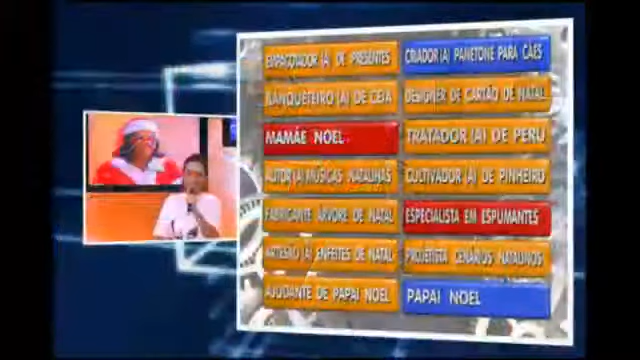 EMPACOTADOR (A) DE PRESENTES
CRIADOR(A) PANETONE PARA CÃES
BANQUETEIRO (A) DE CEIA
DESIGNER DE CARTÃO DE NATAL
MAMÃE NOEL
TRATADOR (A) DE PERU
AUTOR (A) MÚSICAS NATALINAS
CULTIVADOR (A) DE PINHEIRO
FABRICANTE ÁRVORE DE NATAL
ESPECIALISTA EM ESPUMANTES
ARTESÃO (A) ENFEITES DE NATAL
PROJETISTA CENÁRIOS NATALINOS
AJUDANTE DE PAPAI NOEL
PAPAI NOEL